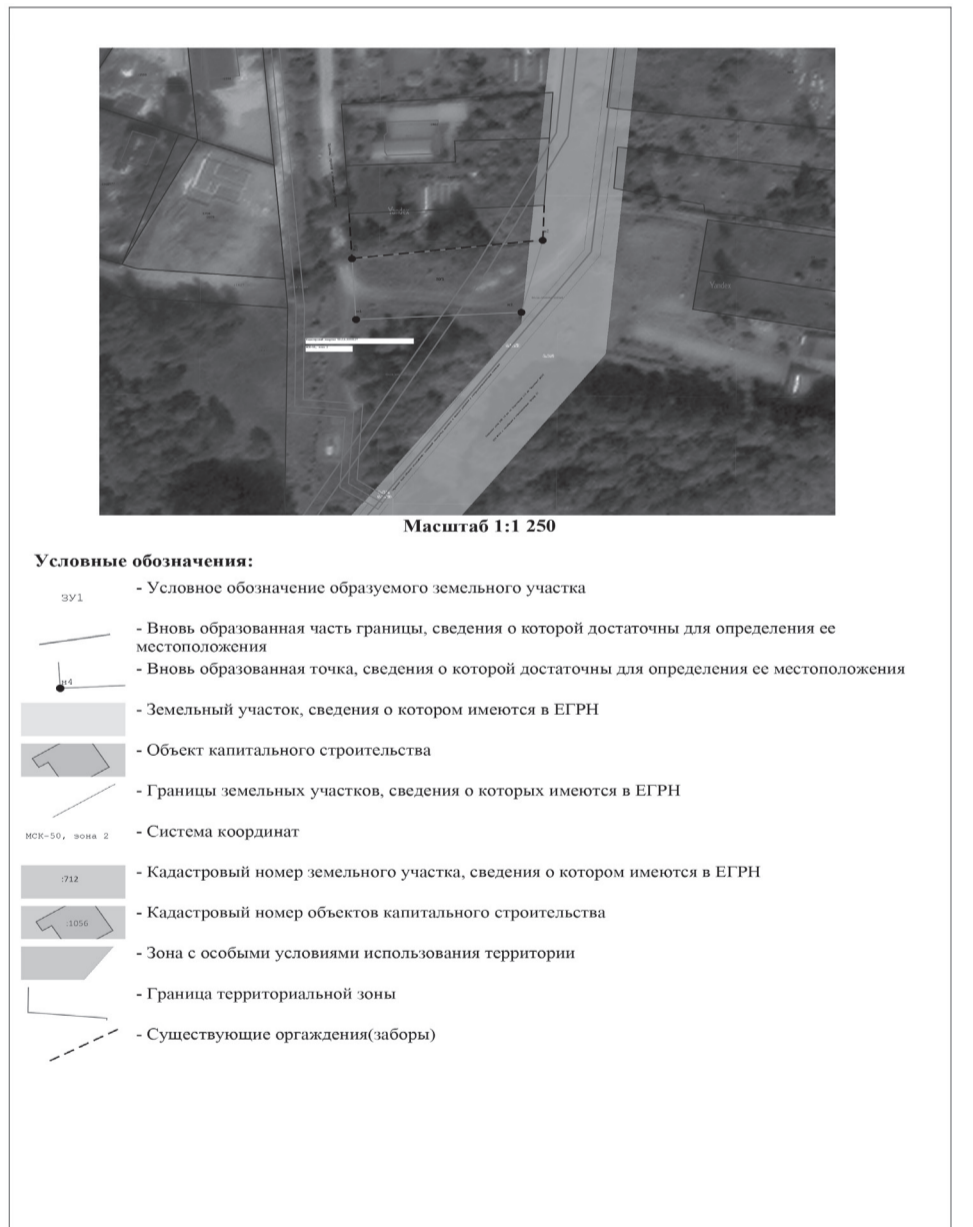 Yandex
Yandex
Масштаб 1:1 250
Условные обозначения:
ЗУ1
- Условное обозначение образуемого земельного участка
- Вновь образованная часть границы, сведения о которой достаточны для определения ее
местоположения
н4
- Вновь образованная точка, сведения о которой достаточны для определения ее местоположения
- Земельный участок, сведения о котором имеются в ЕГРН
- Объект капитального строительства
- Границы земельных участков, сведения о которых имеются в ЕГРН
МСК-50, зона 2
- Система координат
:712
- Кадастровый номер земельного участка, сведения о котором имеются в ЕГРН
:1056
- Кадастровый номер объектов капитального строительства
- Зона с особыми условиями использования территории
- Граница территориальной зоны
- Существующие оргаждения(заборы)